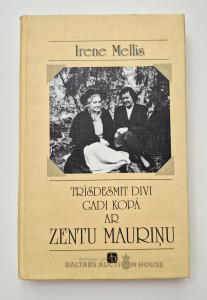 Irene Mellis
TRĪSDESMIT DIVI
GADI KOPĀ
AR
ZENTU MAURIŅU
BALTARS AUCTION HOUSE